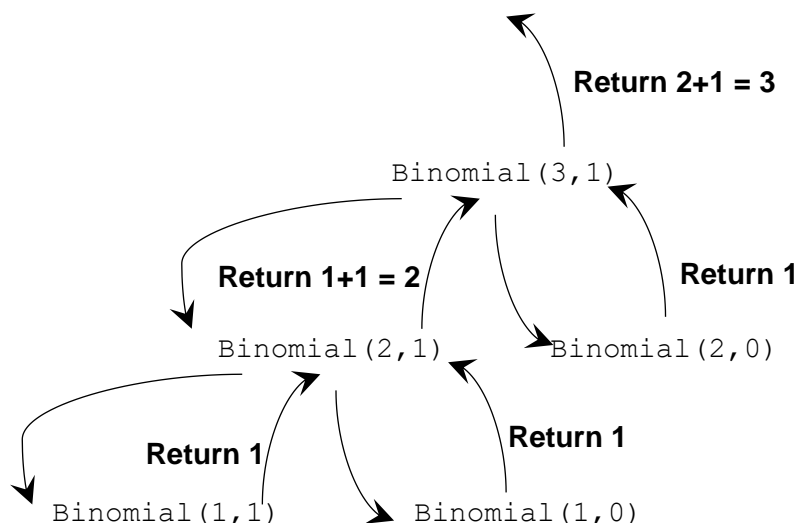 Return 2+1 = 3
Binomial(3,1)
Return 1+1 = 2
Return 1
Binomial(2,1)
Binomial(2,0)
Return 1
Return 1
Binomial(1,1)
Binomial(1,0)